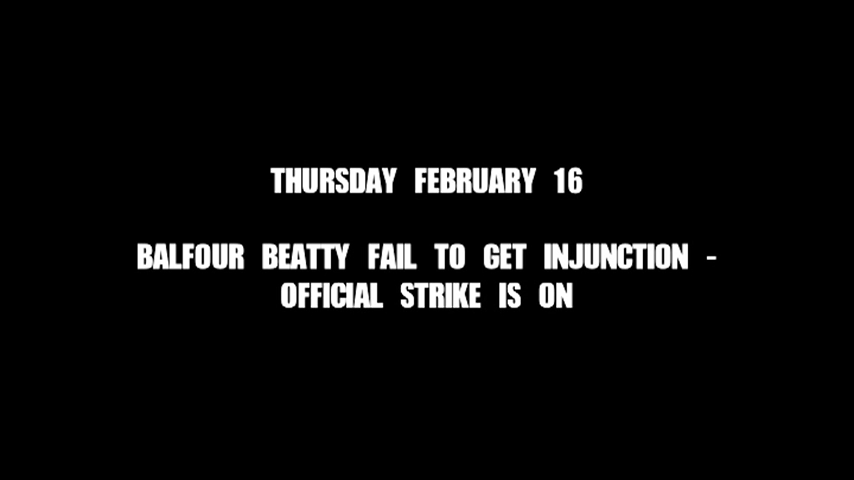 THURSDAY FEBRUARY 16
BALFOUR BEATTY FAIL TO GET INJUNCTION -
OFFICIAL STRIKE IS ON